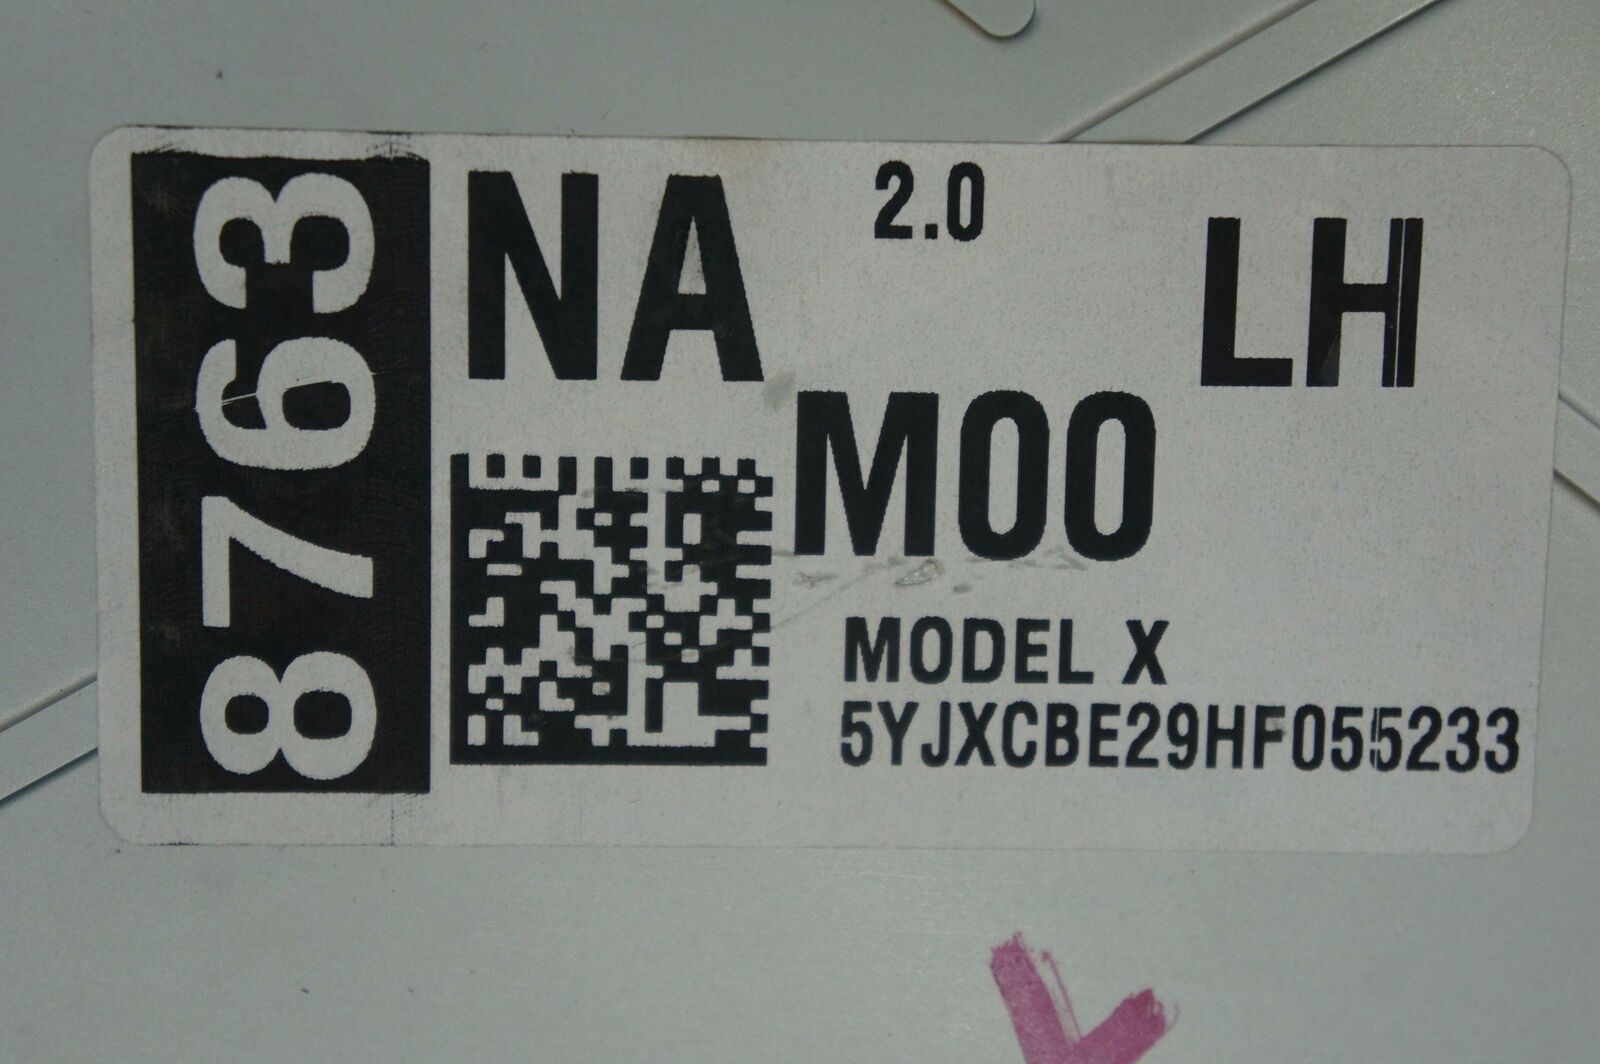 8763
NA
2.0
LH
M00
MODEL X
5YJXCBE29HF055233